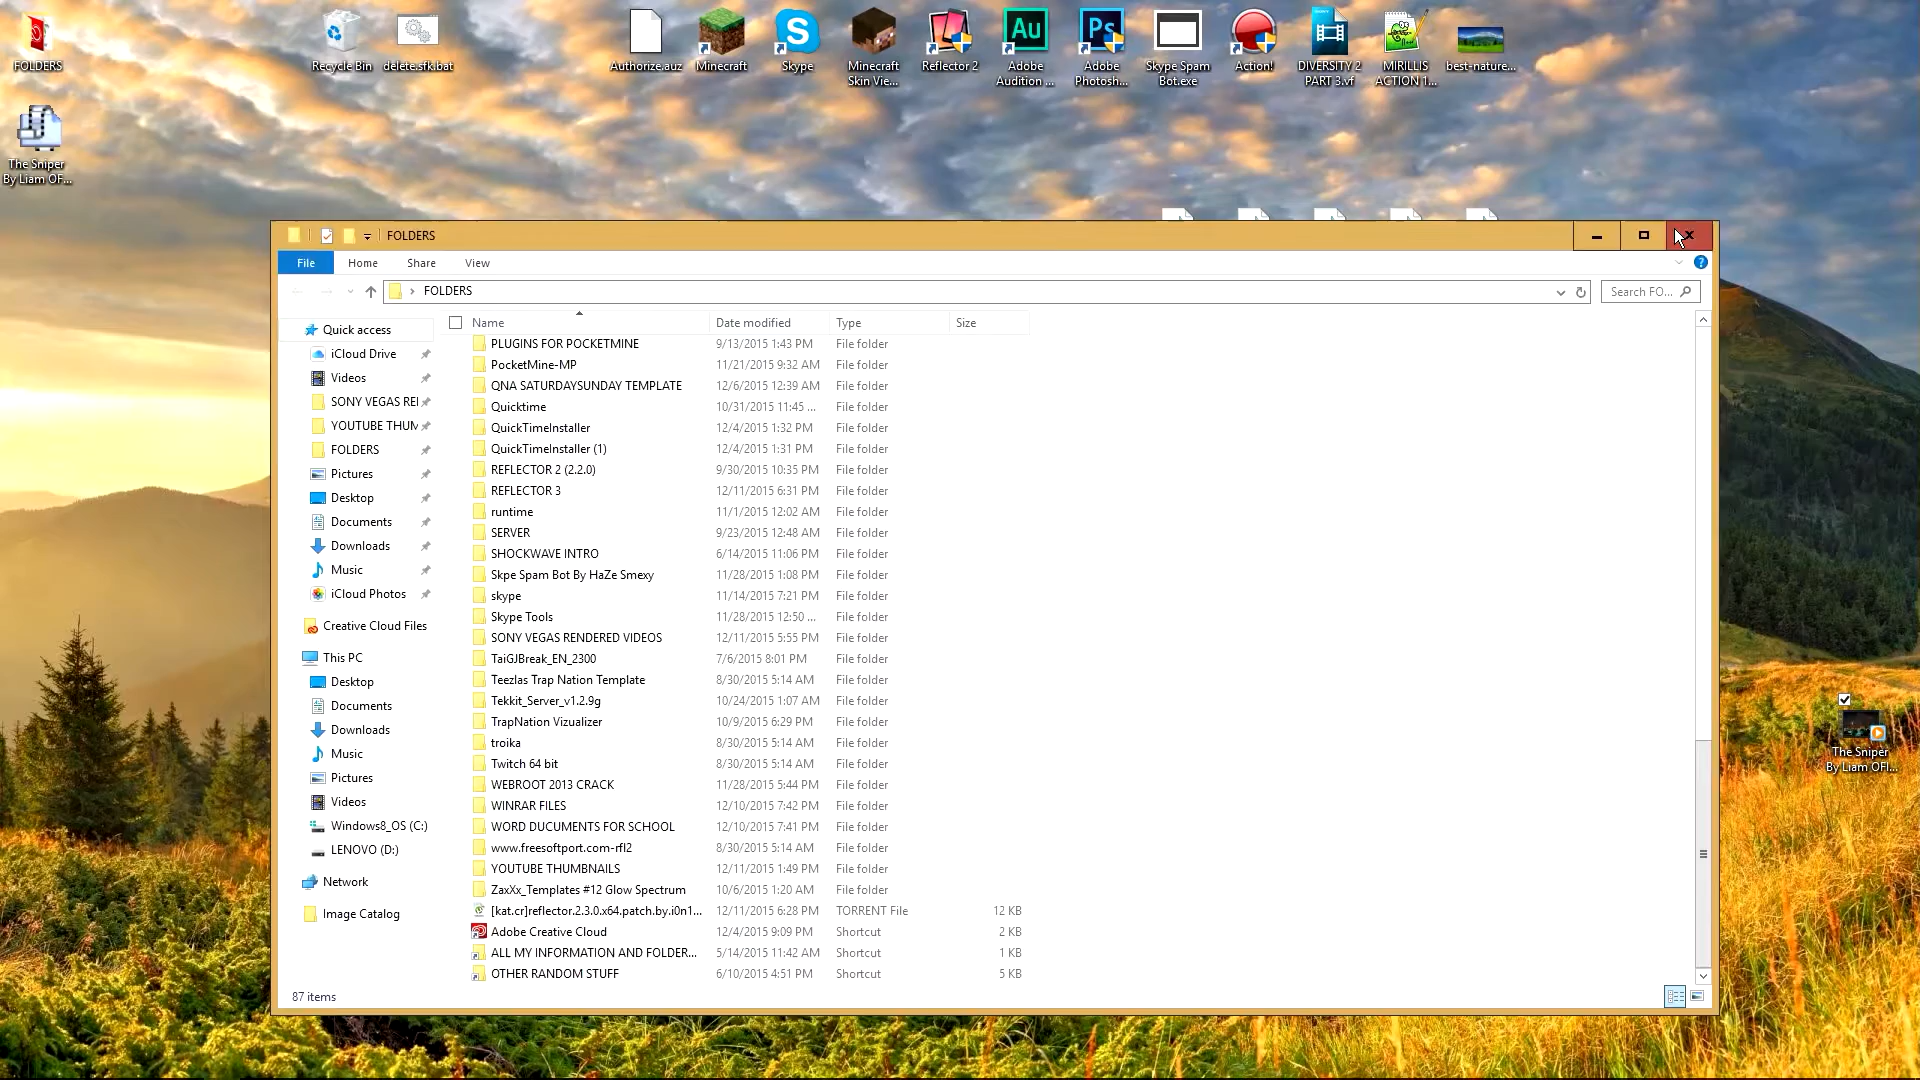 FOLDERS
Recycle Bin
delete.sfk.bat
Authorize.auz
Minecraft
Skype
Minecraft
Skin Vie...
Reflector 2
Au
Adobe
Audition ...
Ps
Adobe
Photosh...
Skype Spam
Bot.exe
Action!
DIVERSITY 2
PART 3.vf
MIRILLIS
ACTION 1...
best-nature...
The Sniper
By Liam OF...
FOLDERS
File
Home
Share
View
FOLDERS
Search FO...
Name
Date modified
Type
Size
Quick access
iCloud Drive
Videos
SONY VEGAS REI
YOUTUBE THUM
FOLDERS
Pictures
Desktop
Documents
Downloads
Music
iCloud Photos
Creative Cloud Files
This PC
Desktop
Documents
Downloads
Music
Pictures
Videos
Windows8_OS (C:)
LENOVO (D:)
Network
Image Catalog
PLUGINS FOR POCKETMINE 9/13/2015 1:43 PM File folder
PocketMine-MP 11/21/2015 9:32 AM File folder
QNA SATURDAYSUNDAY TEMPLATE 12/6/2015 12:39 AM File folder
Quicktime 10/31/2015 11:45 ... File folder
QuickTimeInstaller 12/4/2015 1:32 PM File folder
QuickTimeInstaller (1) 12/4/2015 1:31 PM File folder
REFLECTOR 2 (2.2.0) 9/30/2015 10:35 PM File folder
REFLECTOR 3 12/11/2015 6:31 PM File folder
runtime 11/1/2015 12:02 AM File folder
SERVER 9/23/2015 12:48 AM File folder
SHOCKWAVE INTRO 6/14/2015 11:06 PM File folder
Skpe Spam Bot By HaZe Smexy 11/28/2015 1:08 PM File folder
skype 11/14/2015 7:21 PM File folder
Skype Tools 11/28/2015 12:50 ... File folder
SONY VEGAS RENDERED VIDEOS 12/11/2015 5:55 PM File folder
TaiGJBreak_EN_2300 7/6/2015 8:01 PM File folder
Teezlas Trap Nation Template 8/30/2015 5:14 AM File folder
Tekkit_Server_v1.2.9g 10/24/2015 1:07 AM File folder
TrapNation Vizualizer 10/9/2015 6:29 PM File folder
troika 8/30/2015 5:14 AM File folder
Twitch 64 bit 8/30/2015 5:14 AM File folder
WEBROOT 2013 CRACK 11/28/2015 5:44 PM File folder
WINRAR FILES 12/10/2015 7:42 PM File folder
WORD DUCUMENTS FOR SCHOOL 12/10/2015 7:41 PM File folder
www.freesoftport.com-rfl2 8/30/2015 5:14 AM File folder
YOUTUBE THUMBNAILS 12/11/2015 1:49 PM File folder
ZaxXx_Templates #12 Glow Spectrum 10/6/2015 1:20 AM File folder
[kat.cr]reflector.2.3.0.x64.patch.by.i0n1... 12/11/2015 6:28 PM TORRENT File 12 KB
Adobe Creative Cloud 12/4/2015 9:09 PM Shortcut 2 KB
ALL MY INFORMATION AND FOLDER... 5/14/2015 11:42 AM Shortcut 1 KB
OTHER RANDOM STUFF 6/10/2015 4:51 PM Shortcut 5 KB
87 items
The Sniper
By Liam OFl...